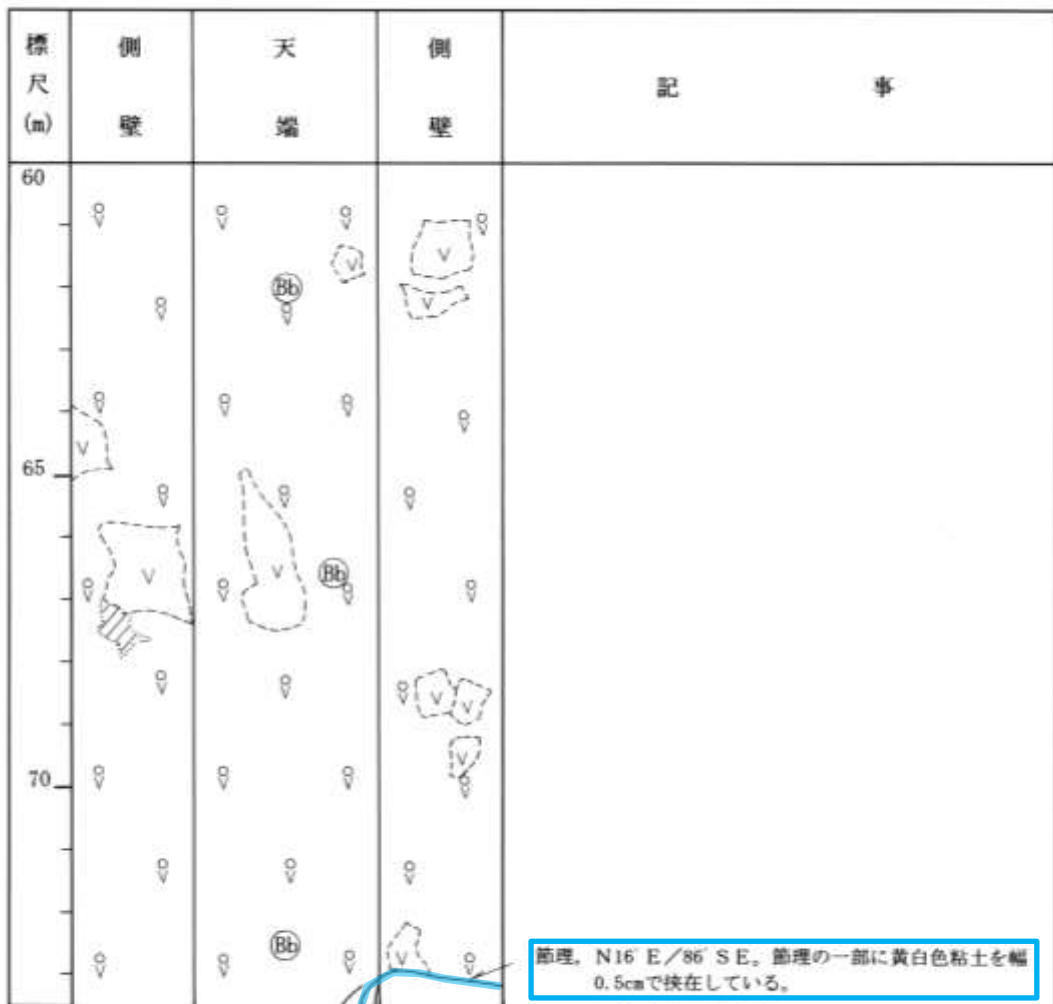 標尺(m) 側壁 天端 側壁 記事
60
V
V
Bb
V
V
65
V
V
Bb
V V
V
70
Bb
V
節理。N16°E/86°SE。節理の一部に黄白色粘土を幅
0.5cmで挟在している。